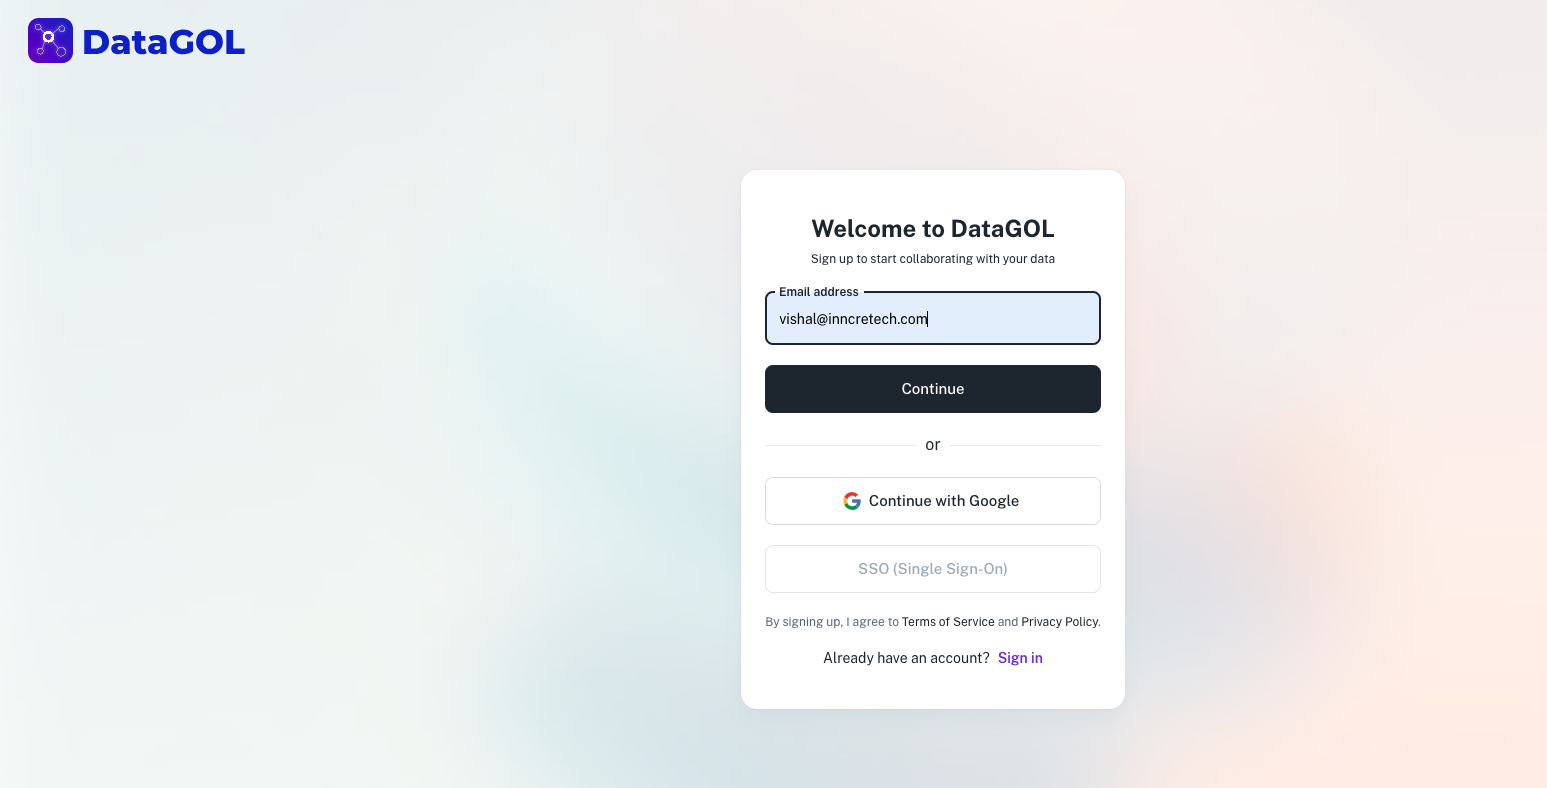 DataGOL
Welcome to DataGOL
Sign up to start collaborating with your data
Email address
vishal@inncretech.com
Continue
or
Continue with Google
SSO (Single Sign-On)
By signing up, I agree to Terms of Service and Privacy Policy.
Already have an account? Sign in